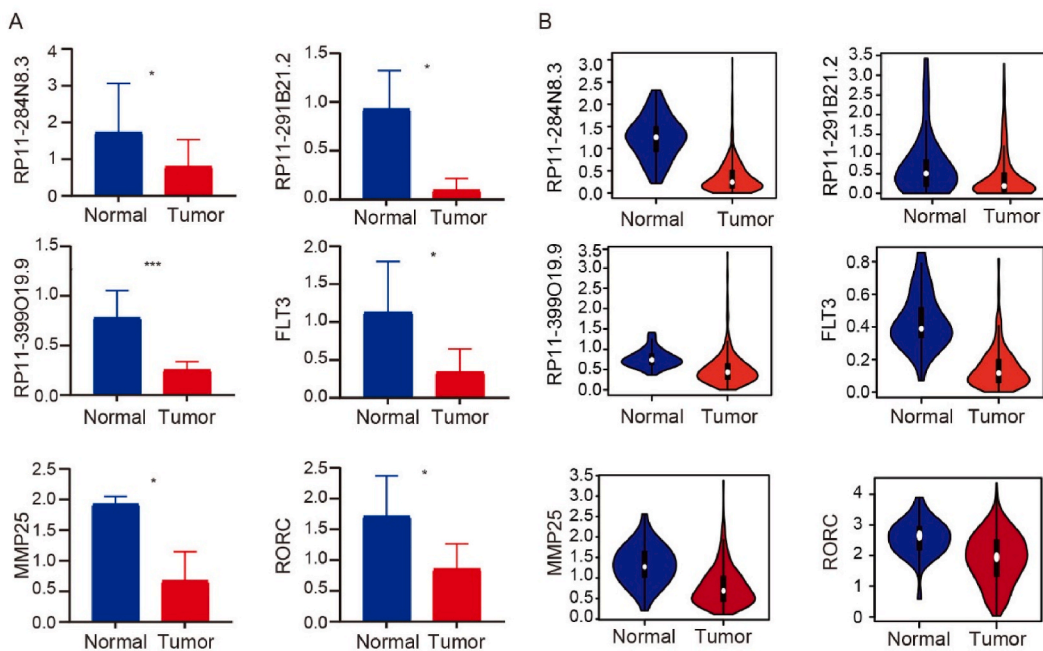 A
B
RP11-284N8.3
4
3
2
1
0
*
Normal
Tumor
RP11-291B21.2
1.5
1.0
0.5
0.0
*
Normal
Tumor
RP11-284N8.3
3.0
2.5
2.0
1.5
1.0
0.5
0.0
Normal
Tumor
RP11-291B21.2
3.5
3.0
2.5
2.0
1.5
1.0
0.5
0.0
Normal
Tumor
RP11-399O19.9
1.5
1.0
0.5
0.0
***
Normal
Tumor
FLT3
2.0
1.5
1.0
0.5
0.0
*
Normal
Tumor
RP11-399O19.9
3.5
3.0
2.5
2.0
1.5
1.0
0.5
0.0
Normal
Tumor
FLT3
0.8
0.6
0.4
0.2
0.0
Normal
Tumor
MMP25
2.5
2.0
1.5
1.0
0.5
0.0
*
Normal
Tumor
RORC
2.5
2.0
1.5
1.0
0.5
0.0
*
Normal
Tumor
MMP25
3.5
3.0
2.5
2.0
1.5
1.0
0.5
0.0
Normal
Tumor
RORC
4
3
2
1
0
Normal
Tumor